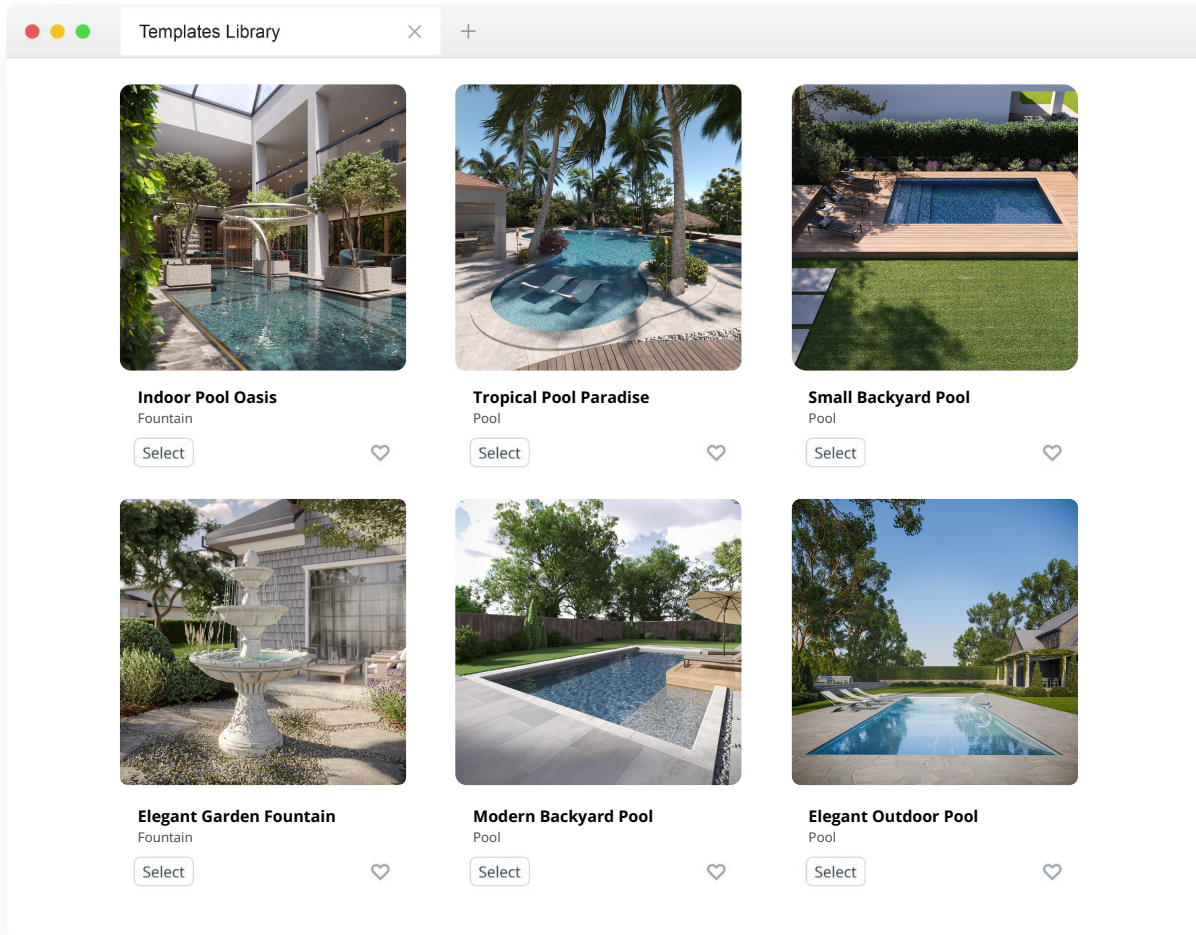 Templates Library
Indoor Pool Oasis
Fountain
Select
Tropical Pool Paradise
Pool
Select
Small Backyard Pool
Pool
Select
Elegant Garden Fountain
Fountain
Select
Modern Backyard Pool
Pool
Select
Elegant Outdoor Pool
Pool
Select